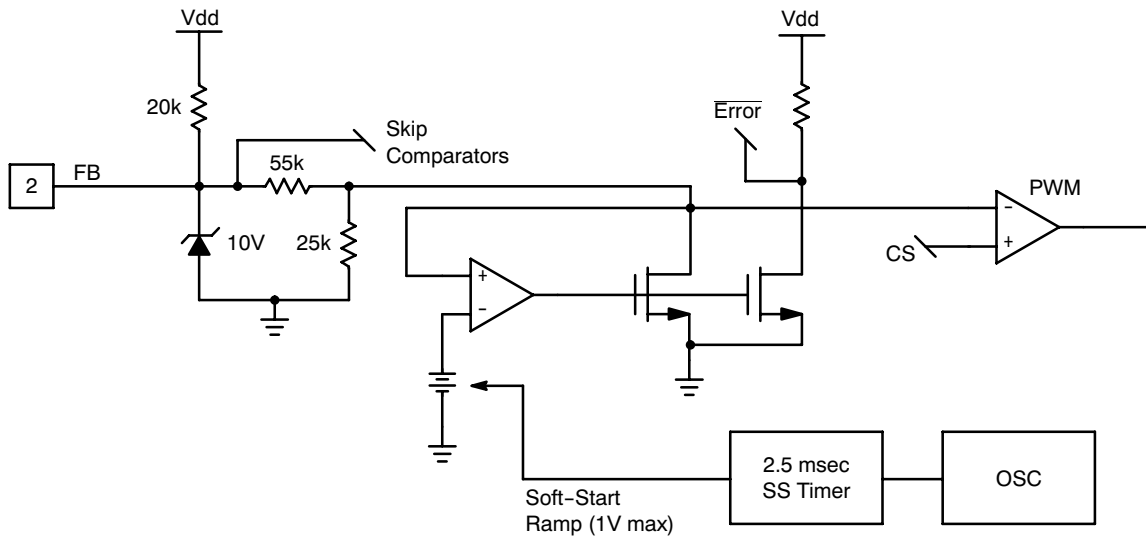 Vdd
Vdd
20k
Error
Skip
Comparators
2
FB
55k
PWM
10V
25k
-
+
CS
+
-
2.5 msec
SS Timer
OSC
Soft-Start
Ramp (1V max)